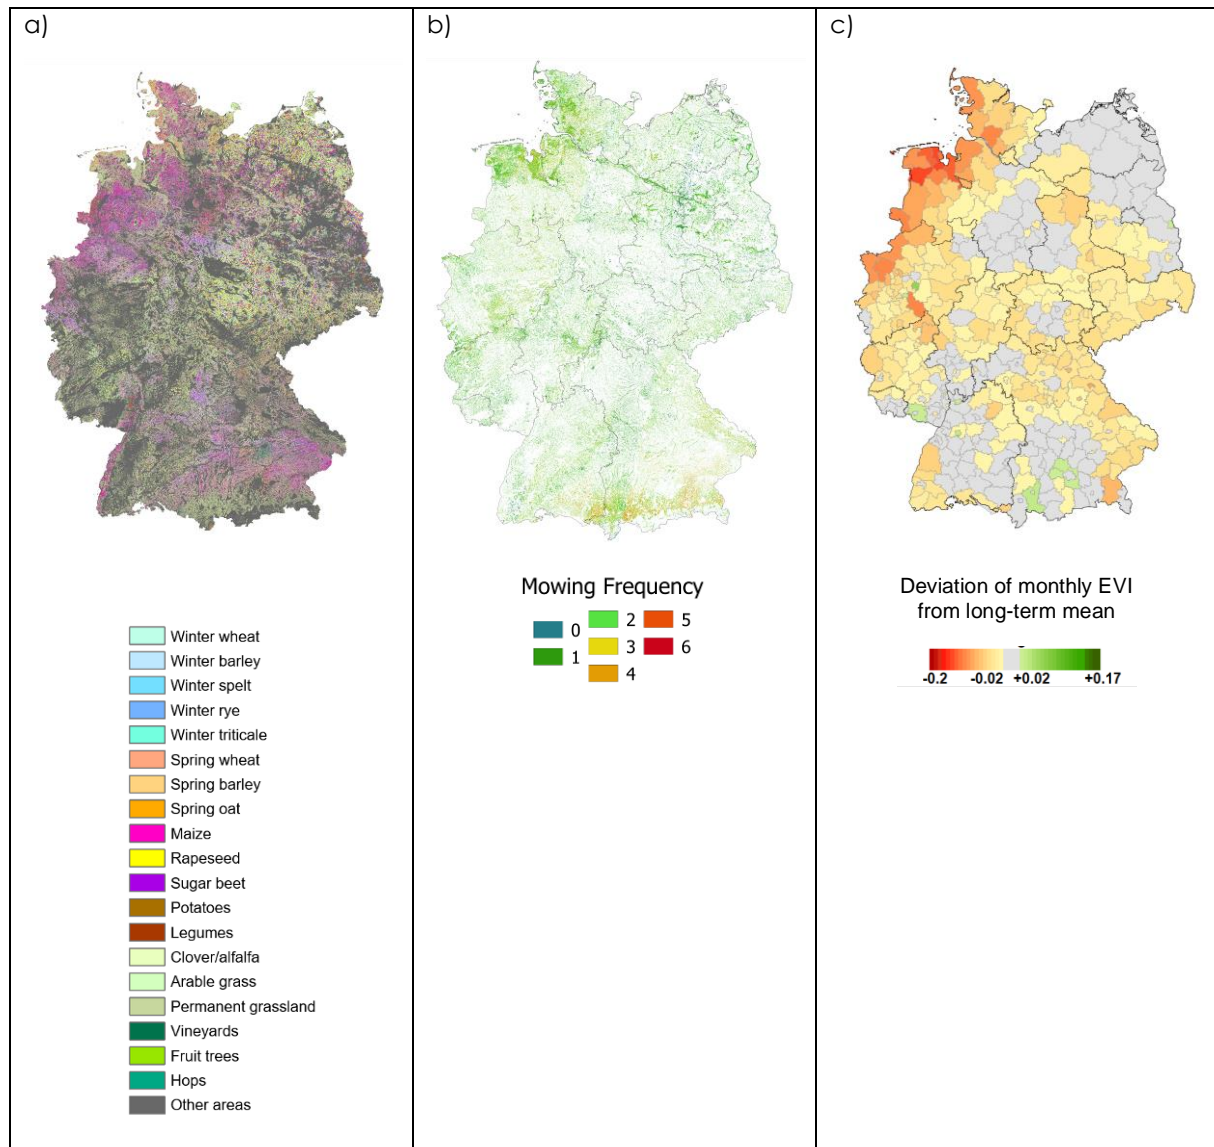 a)
Winter wheat
Winter barley
Winter spelt
Winter rye
Winter triticale
Spring wheat
Spring barley
Spring oat
Maize
Rapeseed
Sugar beet
Potatoes
Legumes
Clover/alfalfa
Arable grass
Permanent grassland
Vineyards
Fruit trees
Hops
Other areas
b)
Mowing Frequency
0 2 5
1 3 6
4
c)
Deviation of monthly EVI
from long-term mean
-0.2 -0.02 +0.02 +0.17